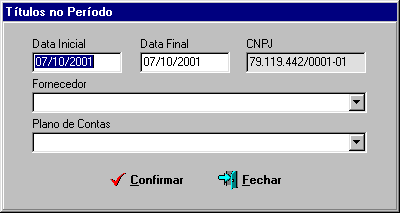 Títulos no Período
Data Inicial Data Final CNPJ
07/10/2001 07/10/2001 79.119.442/0001-01
Fornecedor
Plano de Contas
Confirmar Fechar